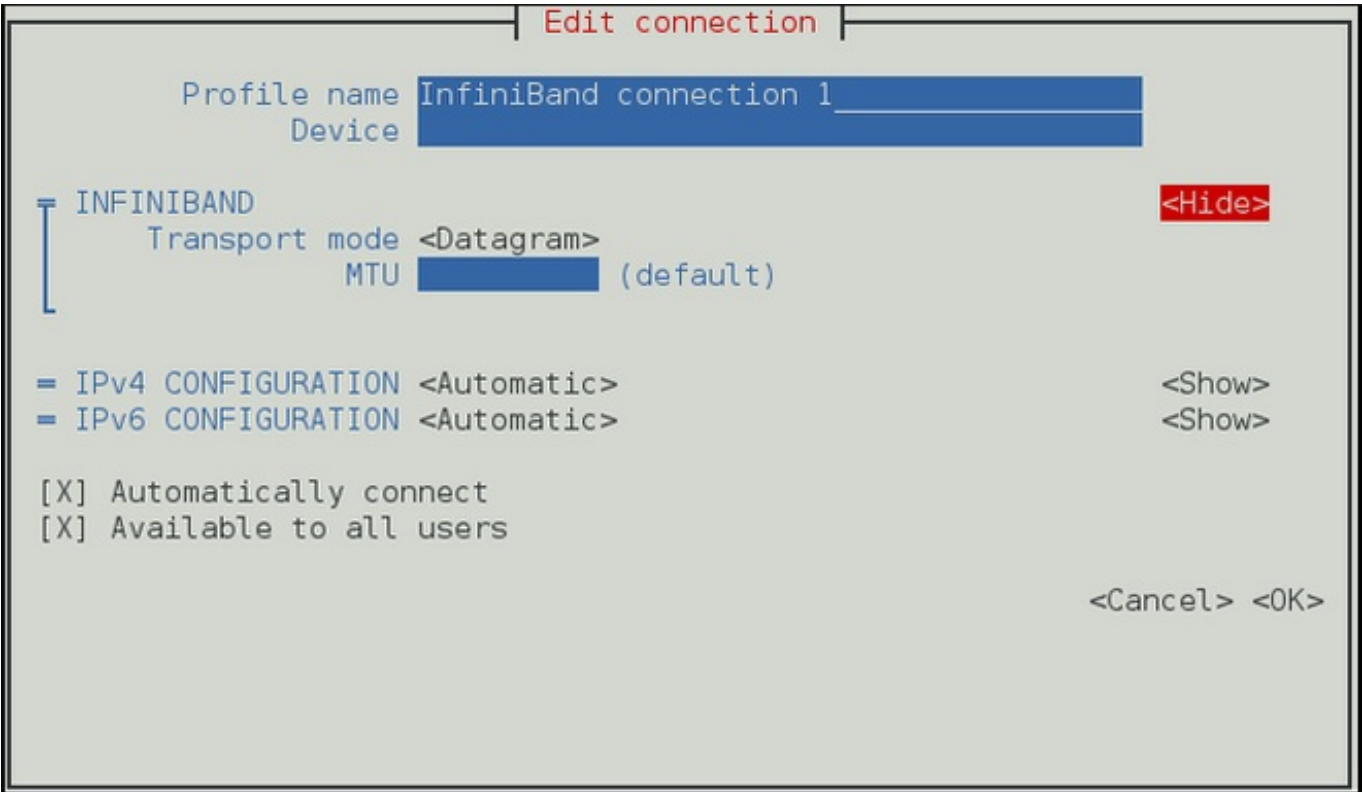 Edit connection
Profile name InfiniBand connection 1
Device
INFINIBAND <Hide>
Transport mode <Datagram>
MTU (default)
= IPv4 CONFIGURATION <Automatic> <Show>
= IPv6 CONFIGURATION <Automatic> <Show>
[X] Automatically connect
[X] Available to all users
<Cancel> <OK>